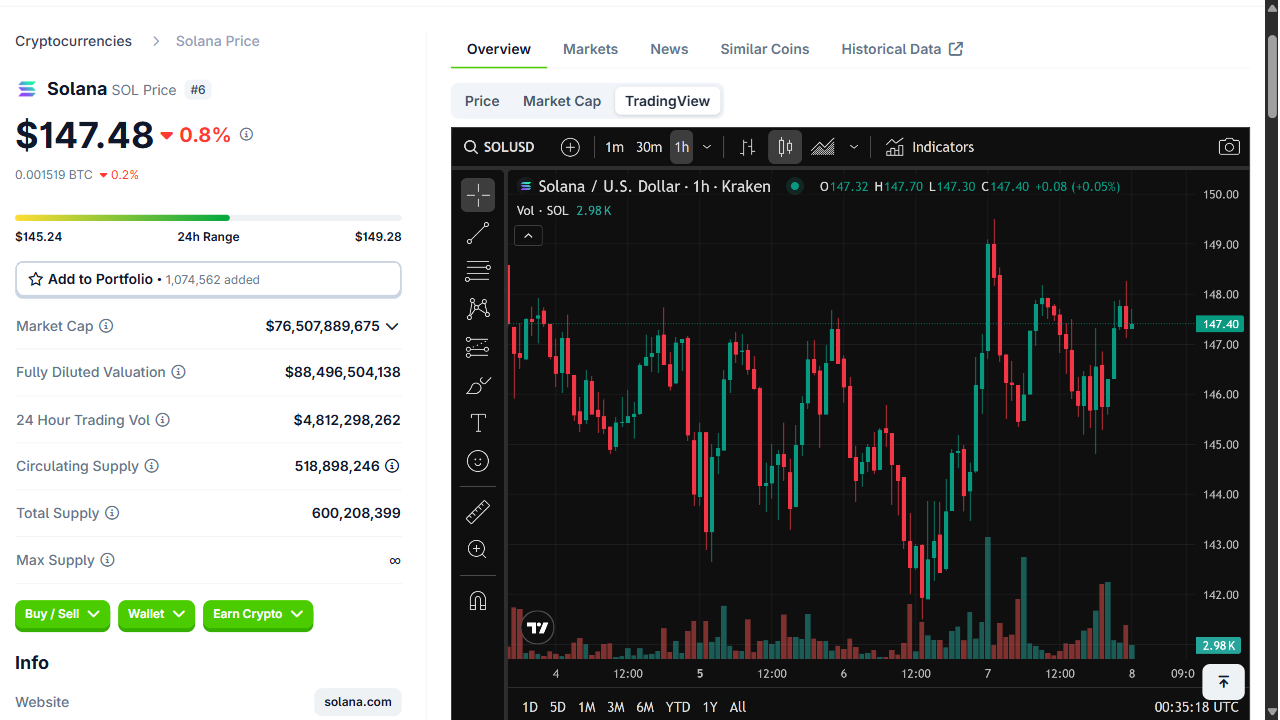 Cryptocurrencies > Solana Price
Solana SOL Price #6
$147.48 0.8%
0.001519 BTC 0.2%
$145.24 24h Range $149.28
Add to Portfolio • 1,074,562 added
Market Cap $76,507,889,675
Fully Diluted Valuation $88,496,504,138
24 Hour Trading Vol $4,812,298,262
Circulating Supply 518,898,246
Total Supply 600,208,399
Max Supply ∞
Buy / Sell Wallet Earn Crypto
Info
Website solana.com
Overview Markets News Similar Coins Historical Data
Price Market Cap TradingView
SOLUSD 1m 30m 1h Indicators
Solana / U.S. Dollar · 1h · Kraken O147.32 H147.70 L147.30 C147.40 +0.08 (+0.05%)
Vol · SOL 2.98 K
150.00
149.00
148.00
147.40
147.00
146.00
145.00
144.00
143.00
142.00
2.98 K
4 12:00 5 12:00 6 12:00 7 12:00 8 09:0
1D 5D 1M 3M 6M YTD 1Y All 00:35:18 UTC